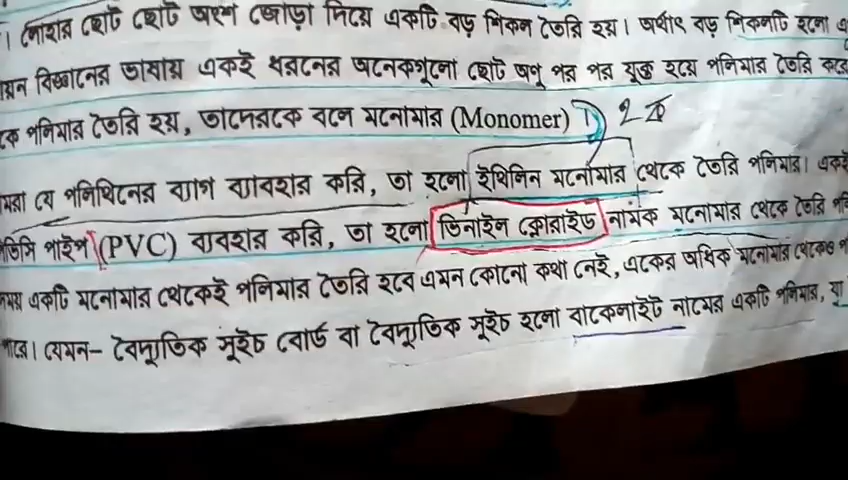 । লোহার ছোট ছোট অংশ জোড়া দিয়ে একটি বড় শিকল তৈরি হয়। অর্থাৎ বড় শিকলটি হলো
য়ন বিজ্ঞানের ভাষায় একই ধরনের অনেকগুলো ছোট অণু পর পর যুক্ত হয়ে পলিমার তৈরি করে
কে পলিমার তৈরি হয়, তাদেরকে বলে মনোমার (Monomer)
মরা যে পলিথিনের ব্যাগ ব্যাবহার করি, তা হলো ইথিলিন মনোমার থেকে তৈরি পলিমার। একই
ভিসি পাইপ (PVC) ব্যবহার করি, তা হলো ভিনাইল ক্লোরাইড নামক মনোমার থেকে তৈরি
সময় একটি মনোমার থেকেই পলিমার তৈরি হবে এমন কোনো কথা নেই, একের অধিক মনোমার থেকেও
পারে। যেমন– বৈদ্যুতিক সুইচ বোর্ড বা বৈদ্যুতিক সুইচ হলো বাকেলাইট নামের একটি পলিমার, যা